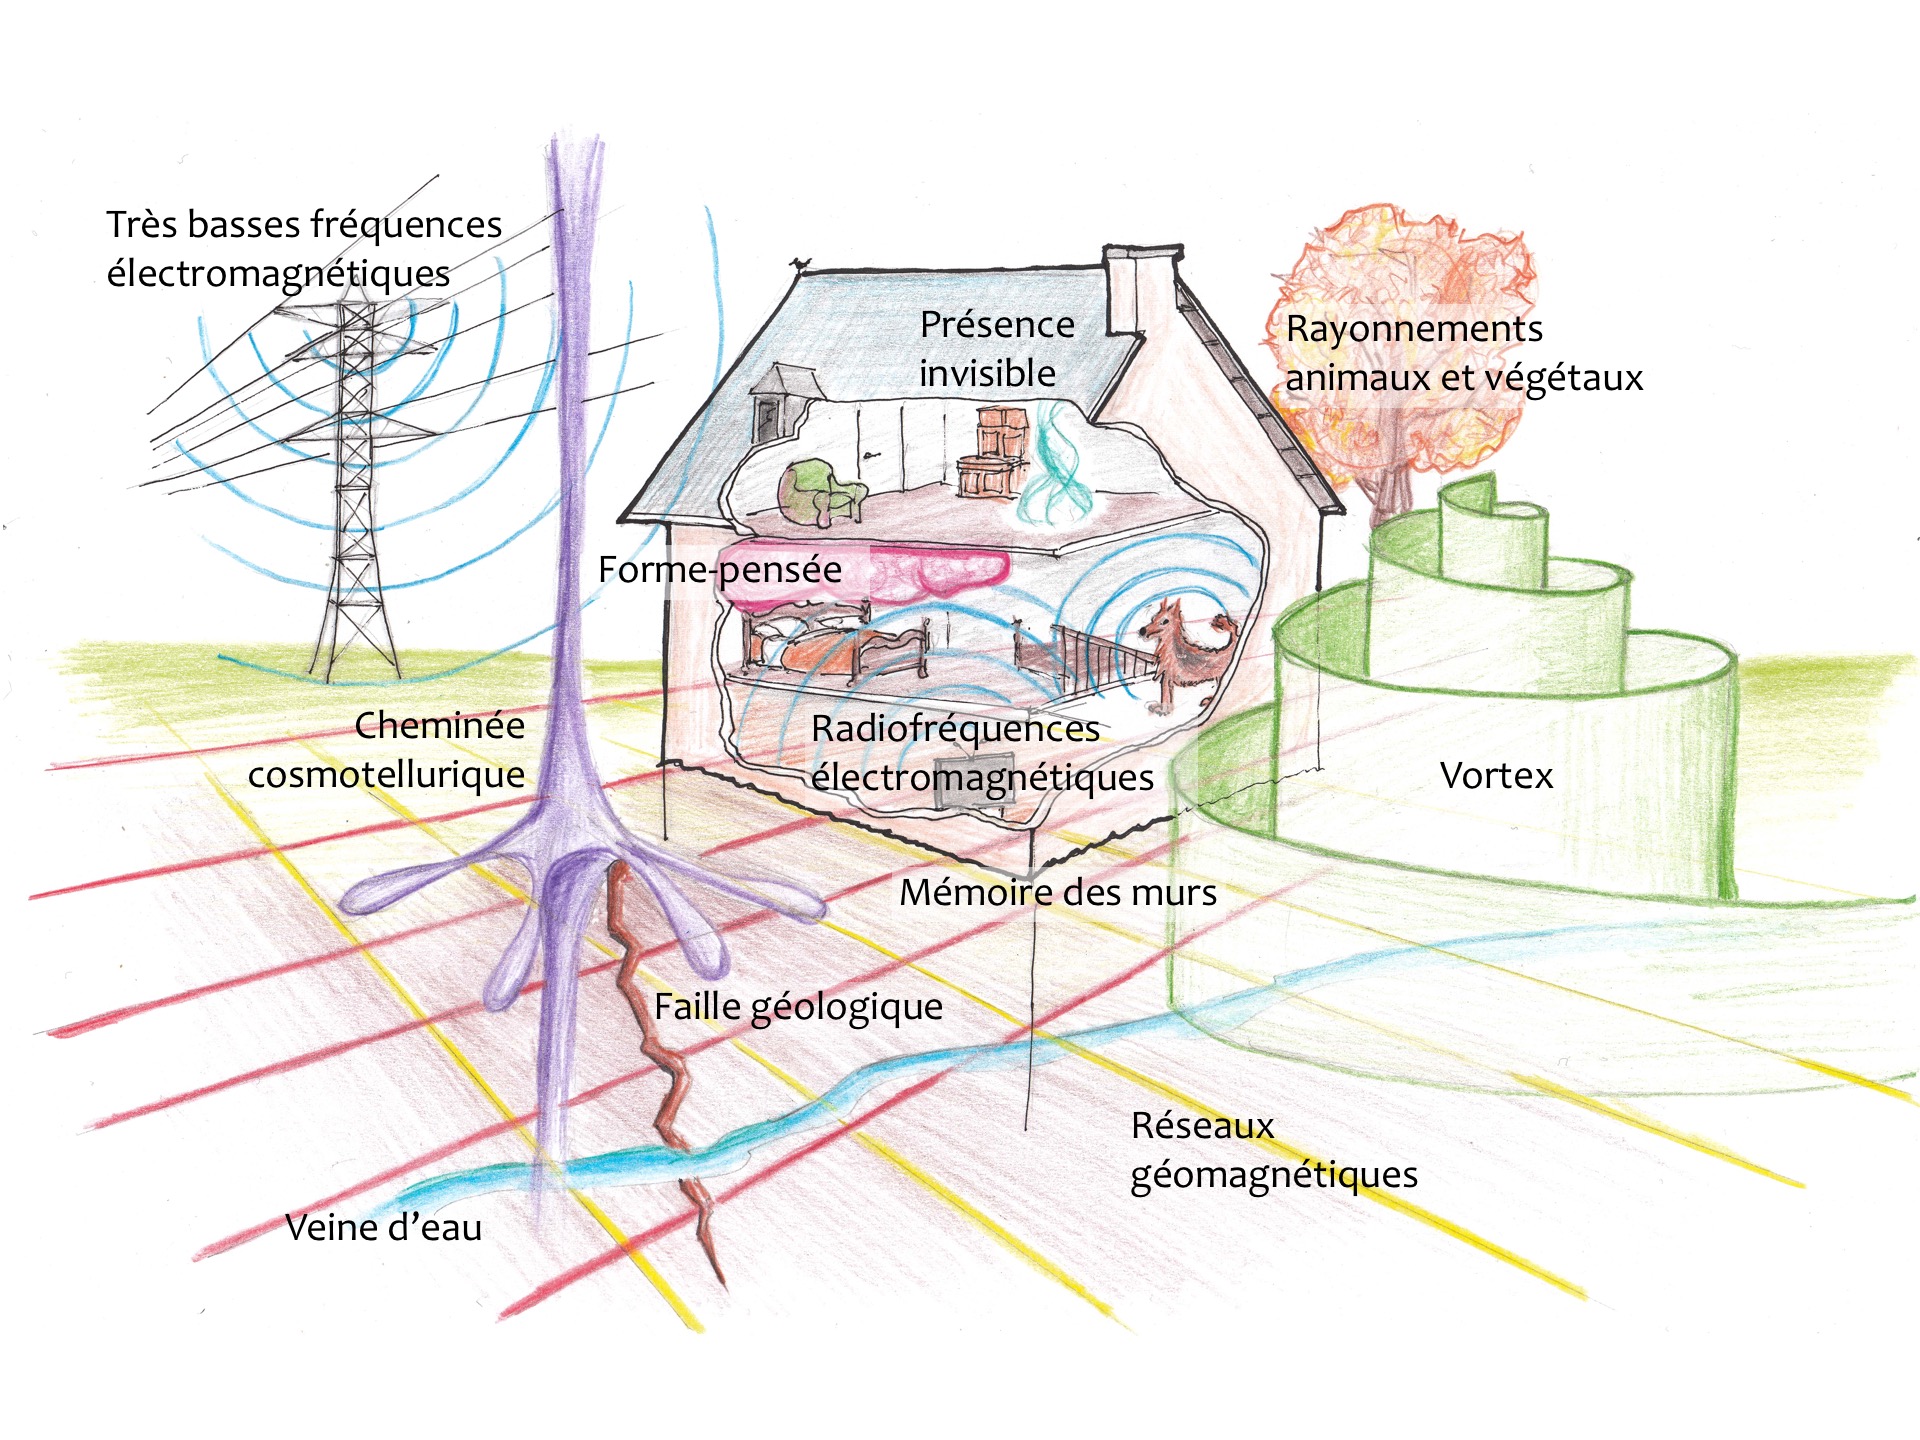 Très basses fréquences
électromagnétiques
Présence
invisible
Rayonnements
animaux et végétaux
Forme-pensée
Cheminée
cosmotellurique
Radiofréquences
électromagnétiques
Vortex
Mémoire des murs
Faille géologique
Réseaux
géomagnétiques
Veine d’eau